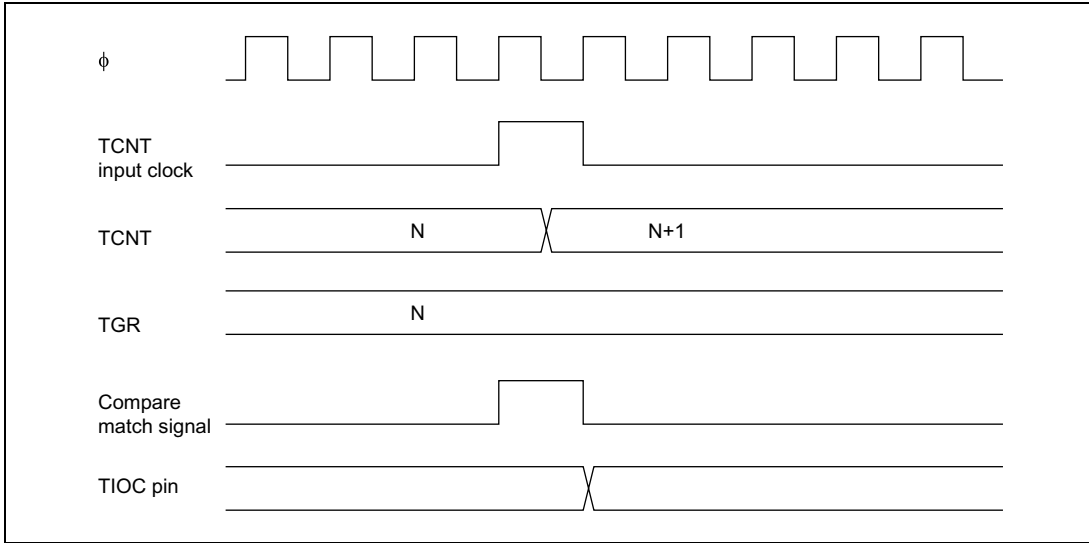 ϕ
TCNT
input clock
TCNT
N
N+1
TGR
N
Compare
match signal
TIOC pin